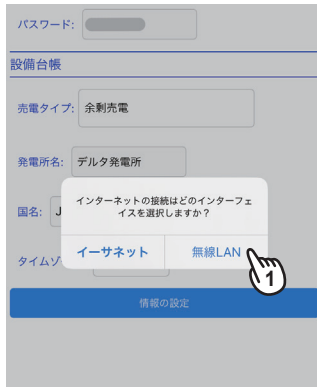 パスワード:
設備台帳
売電タイプ: 余剰売電
発電所名: デルタ発電所
国名: J
インターネットの接続はどのインターフェ
イスを選択しますか？
タイムゾ
イーサネット 無線LAN
1
情報の設定